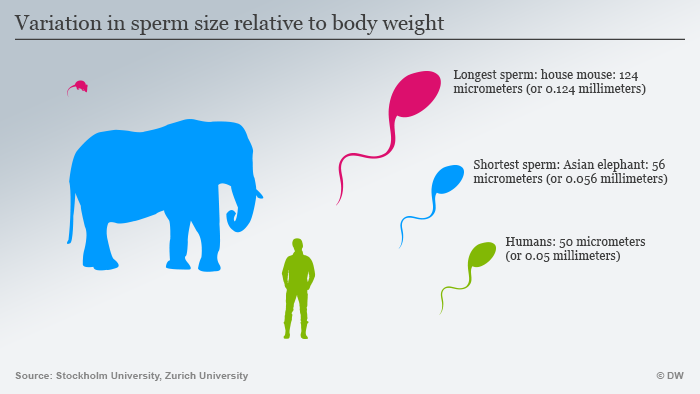 Variation in sperm size relative to body weight
Longest sperm: house mouse: 124
micrometers (or 0.124 millimeters)
Shortest sperm: Asian elephant: 56
micrometers (or 0.056 millimeters)
Humans: 50 micrometers
(or 0.05 millimeters)
Source: Stockholm University, Zurich University
© DW